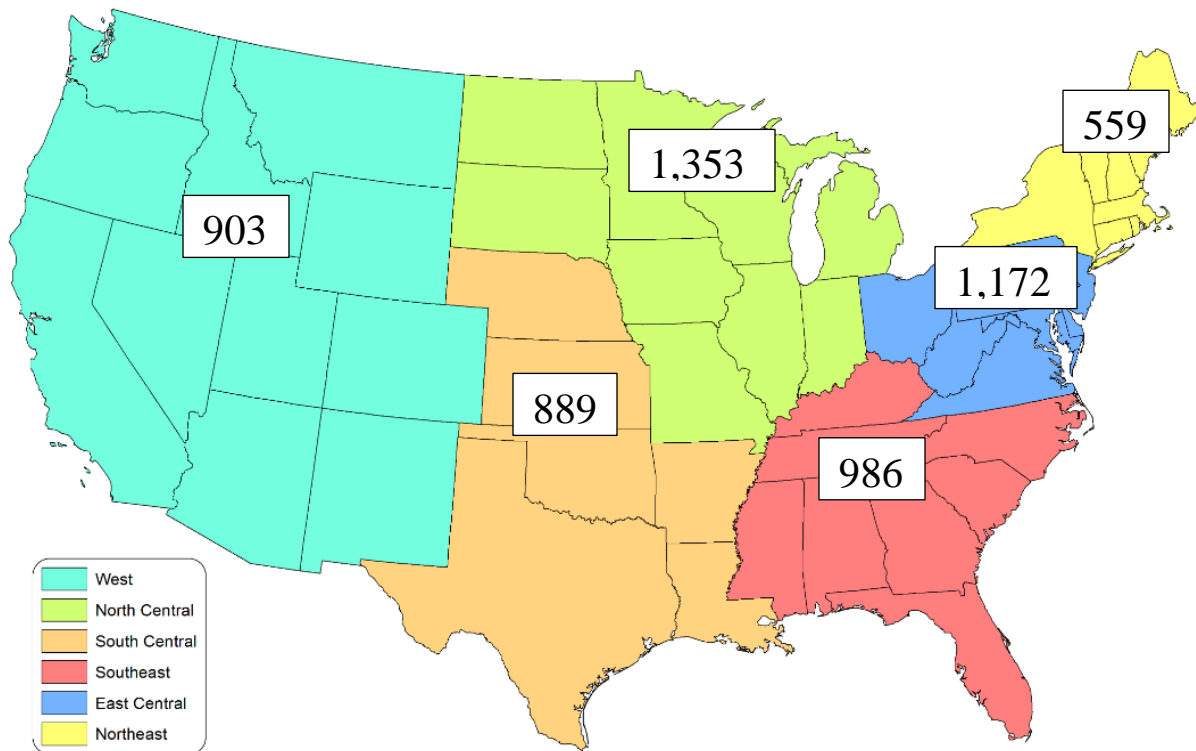 559
1,353
903
1,172
889
986
West
North Central
South Central
Southeast
East Central
Northeast